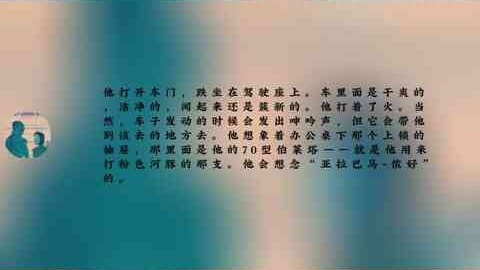 他打开车门，跌坐在驾驶座上。车里面是干爽的
，洁净的，闻起来还是簇新的。他打着了火。当
然，车子发动的时候会发出呻吟声，但它会带他
到该去的地方去。他想象着办公桌下那个上锁的
抽屉，那里面是他的70型伯莱塔——就是他用来
打粉色河豚的那支。他会想念“亚拉巴马-侬好”
的。